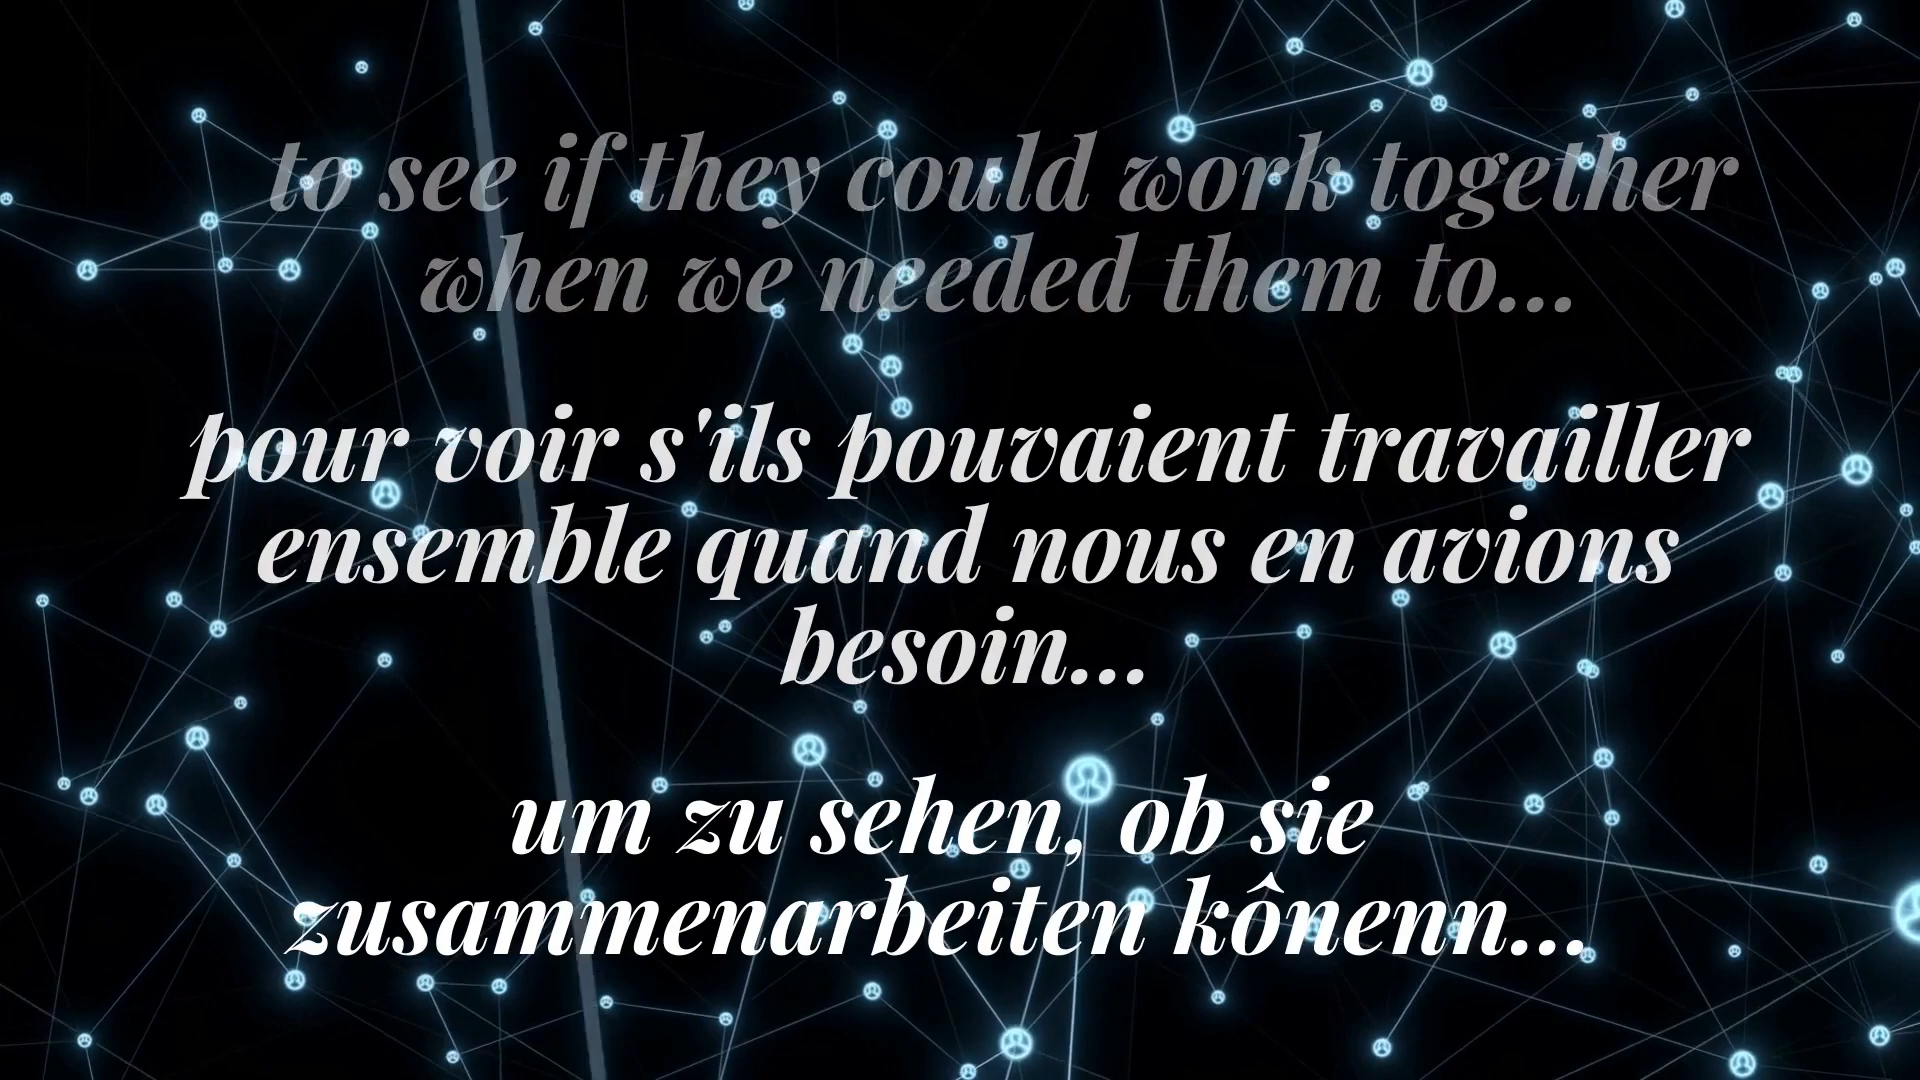 to see if they could work together
when we needed them to...
pour voir s'ils pouvaient travailler
ensemble quand nous en avions
besoin...
um zu sehen, ob sie
zusammenarbeiten kônenn...